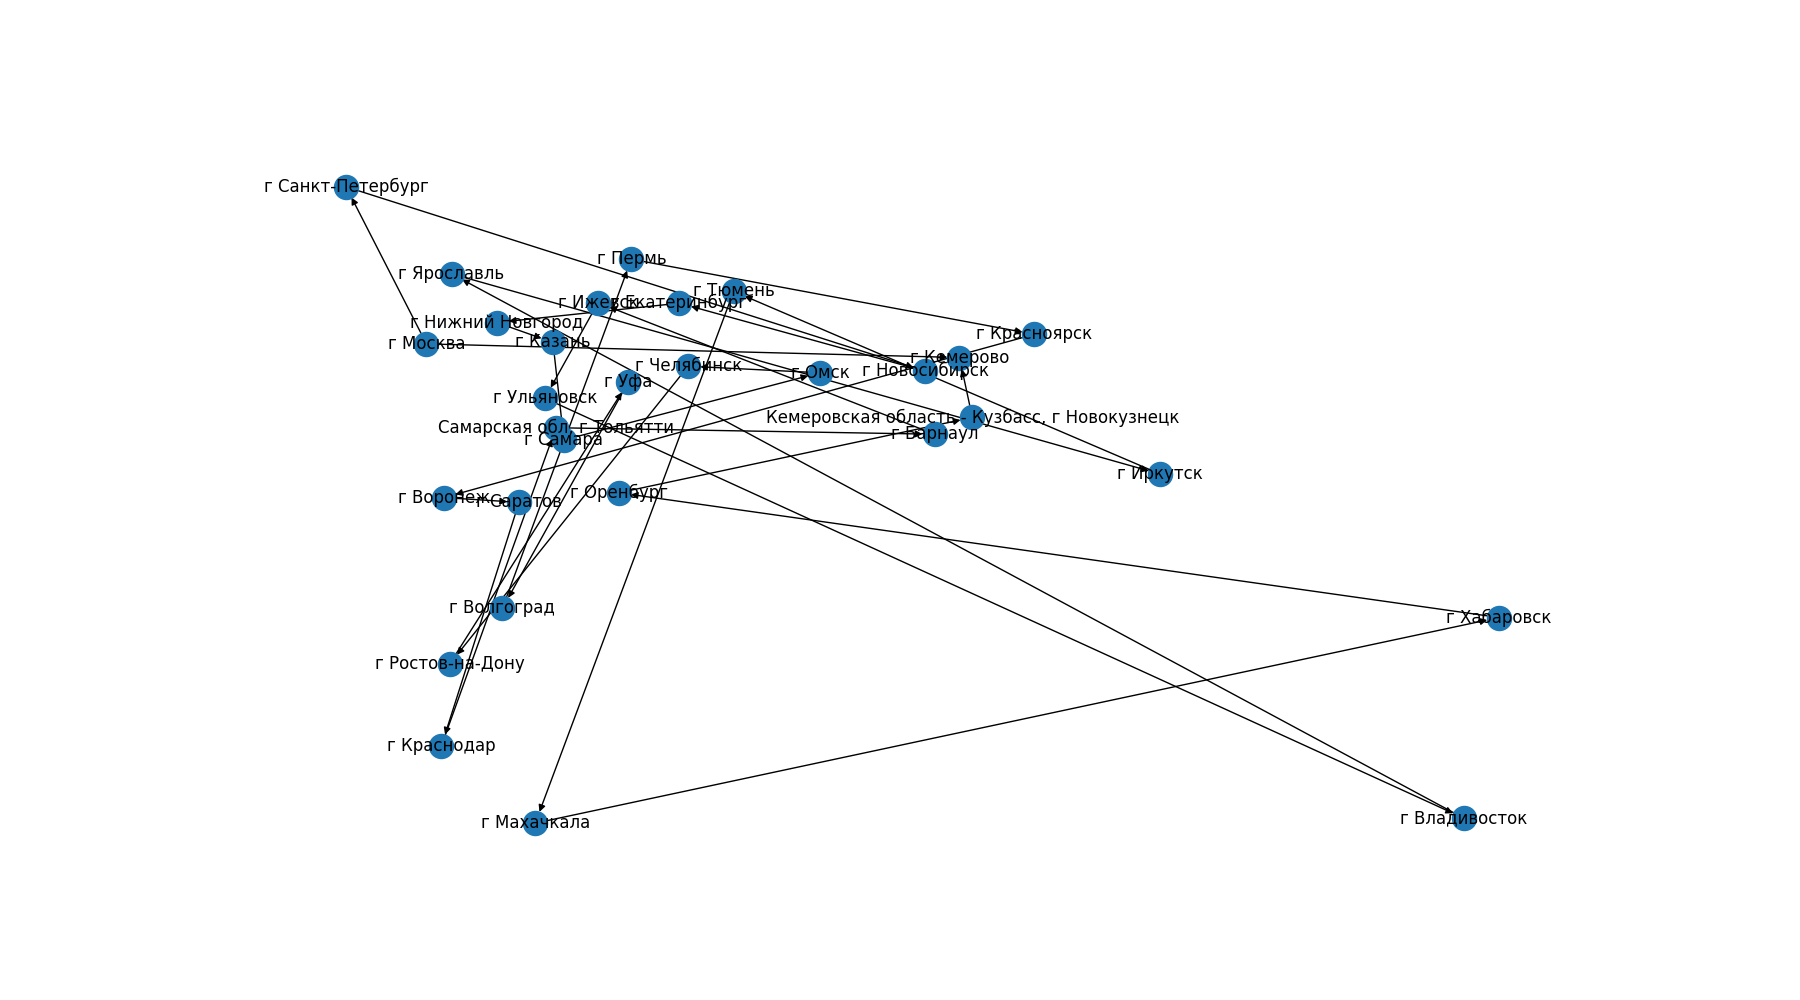 г Санкт-Петербург
г Пермь
г Ярославль
г Тюмень
г Ижевск
г Екатеринбург
г Нижний Новгород
г Красноярск
г Казань
г Москва
г Кемерово
г Челябинск
г Новосибирск
г Омск
г Уфа
г Ульяновск
Кемеровская область - Кузбасс, г Новокузнецк
Самарская обл, г Тольятти
г Барнаул
г Самара
г Иркутск
г Оренбург
г Воронеж
г Саратов
г Волгоград
г Хабаровск
г Ростов-на-Дону
г Краснодар
г Владивосток
г Махачкала